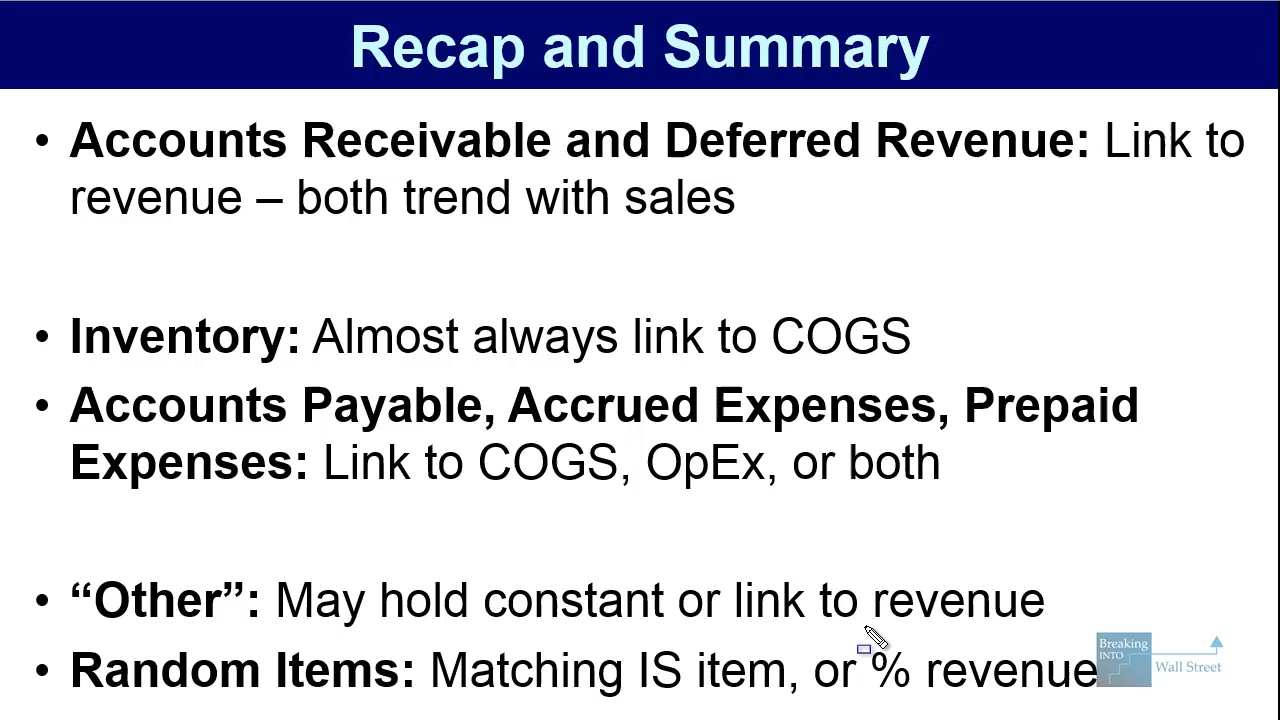 Recap and Summary
• Accounts Receivable and Deferred Revenue: Link to
revenue – both trend with sales
• Inventory: Almost always link to COGS
• Accounts Payable, Accrued Expenses, Prepaid
Expenses: Link to COGS, OpEx, or both
• “Other”: May hold constant or link to revenue
• Random Items: Matching IS item, or % revenue
Breaking
INTO
Wall Street